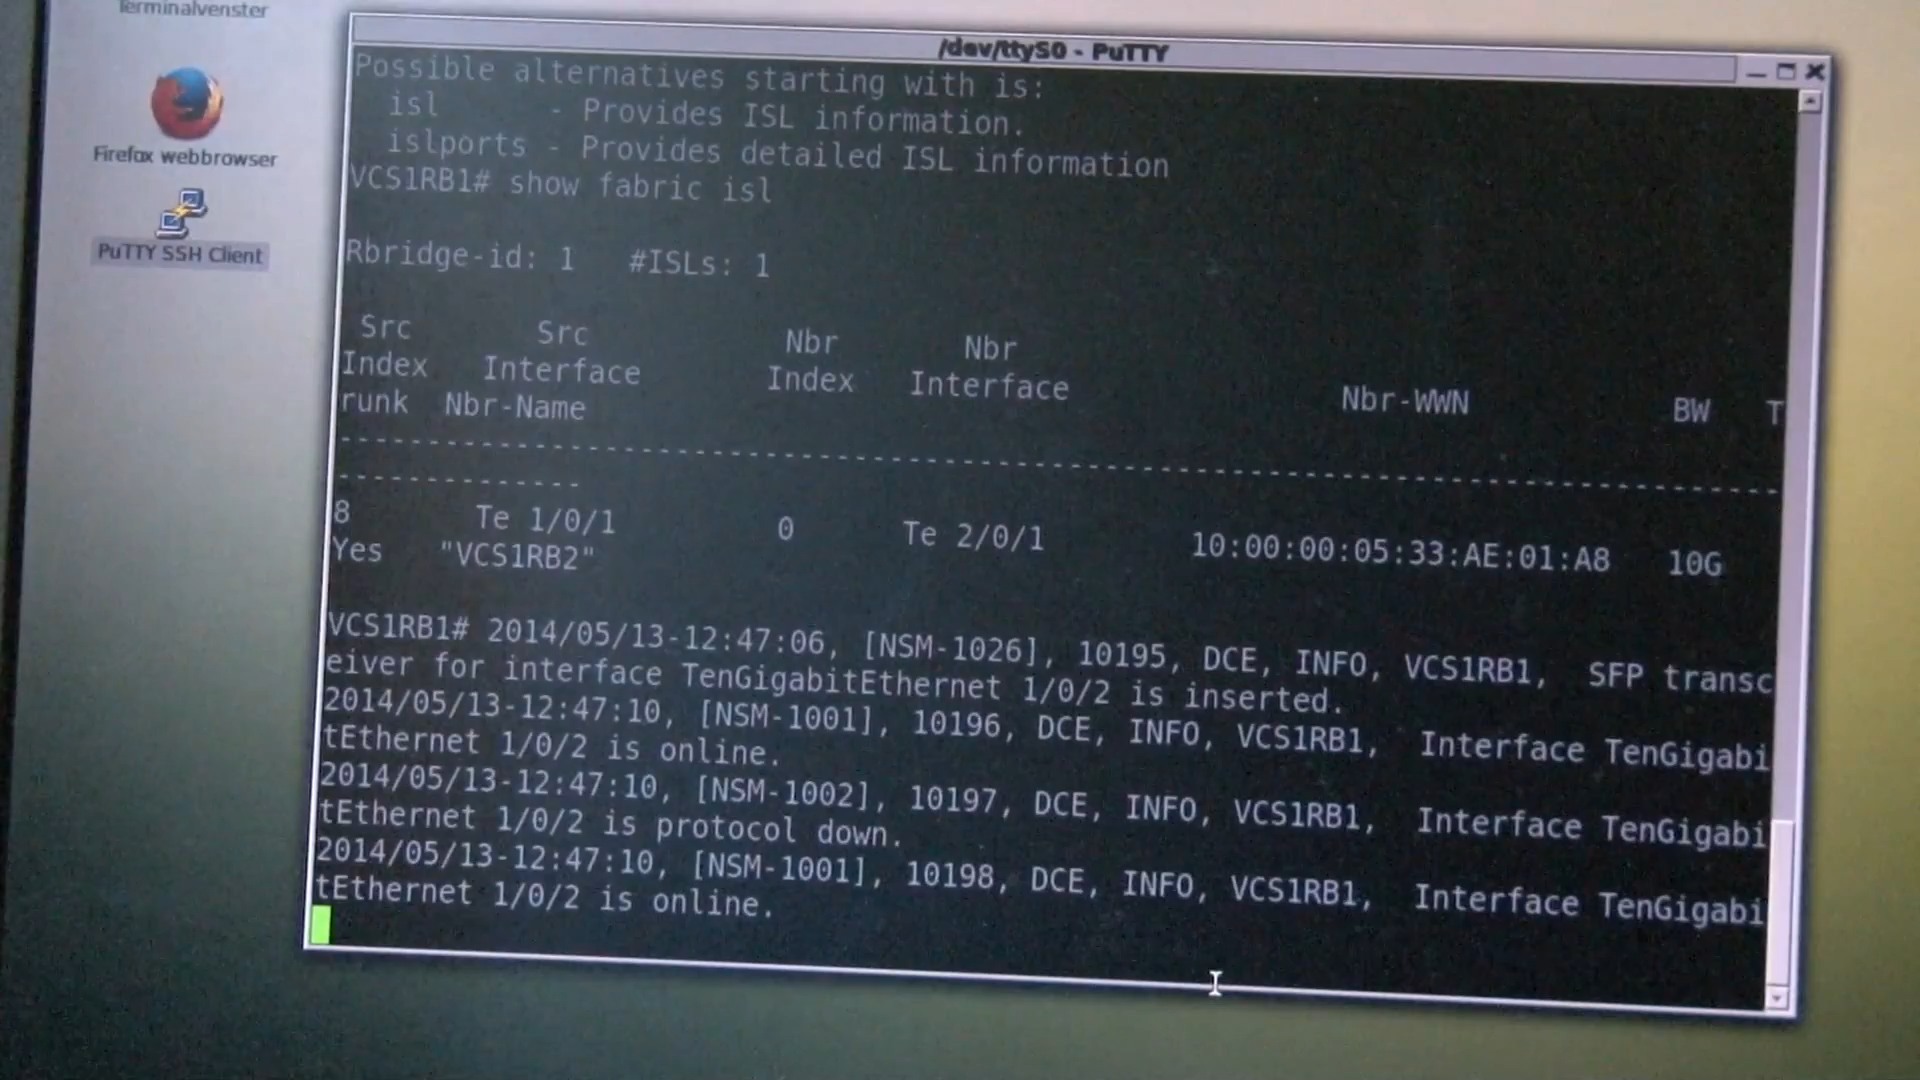 Terminalvenster
Firefox webbrowser
PuTTY SSH Client
/dev/ttyS0 - PuTTY
Possible alternatives starting with is:
isl - Provides ISL information.
islports - Provides detailed ISL information
VCS1RB1# show fabric isl
Rbridge-id: 1 #ISLs: 1
Src Src Nbr Nbr
Index Interface Index Interface Nbr-WWN BW T
runk Nbr-Name
--------------------------------------------------------------------------------
--------------
8 Te 1/0/1 0 Te 2/0/1 10:00:00:05:33:AE:01:A8 10G
Yes "VCS1RB2"
VCS1RB1# 2014/05/13-12:47:06, [NSM-1026], 10195, DCE, INFO, VCS1RB1, SFP transc
eiver for interface TenGigabitEthernet 1/0/2 is inserted.
2014/05/13-12:47:10, [NSM-1001], 10196, DCE, INFO, VCS1RB1, Interface TenGigabi
tEthernet 1/0/2 is online.
2014/05/13-12:47:10, [NSM-1002], 10197, DCE, INFO, VCS1RB1, Interface TenGigabi
tEthernet 1/0/2 is protocol down.
2014/05/13-12:47:10, [NSM-1001], 10198, DCE, INFO, VCS1RB1, Interface TenGigabi
tEthernet 1/0/2 is online.